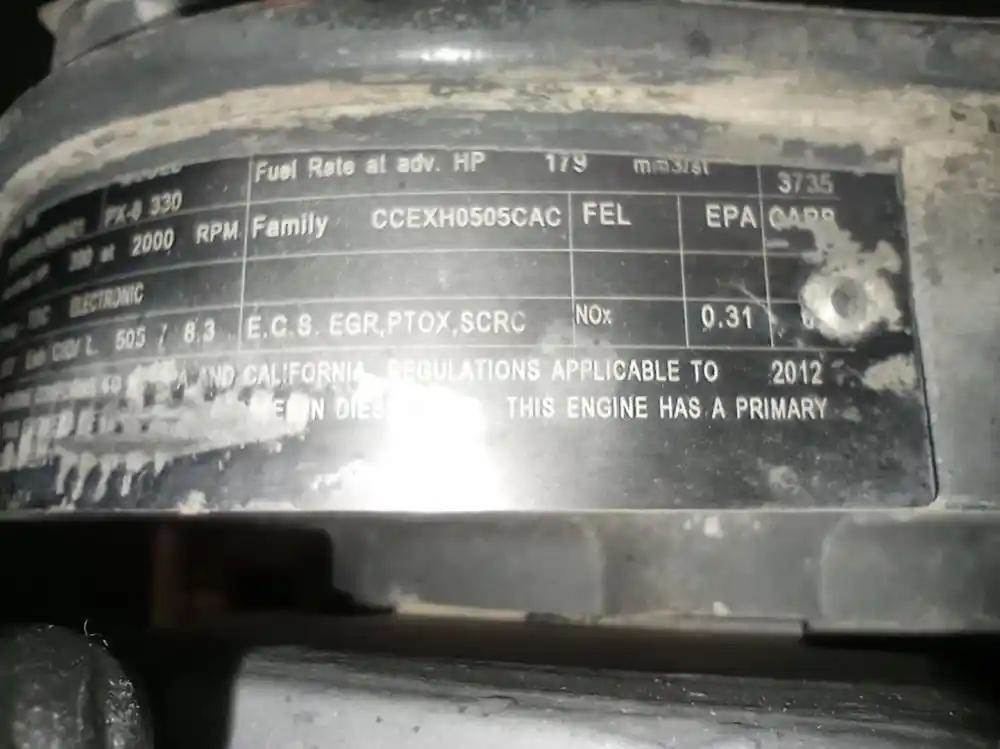 Fuel Rate at adv. HP 179 mm3/st 3735
PX-8 330
Family CCEXH0505CAC FEL EPA CARB
at 2000 RPM
ELECTRONIC
505 / 8.3 E.C.S. EGR,PTOX,SCRC NOx 0.31
AND CALIFORNIA REGULATIONS APPLICABLE TO 2012
THIS ENGINE HAS A PRIMARY